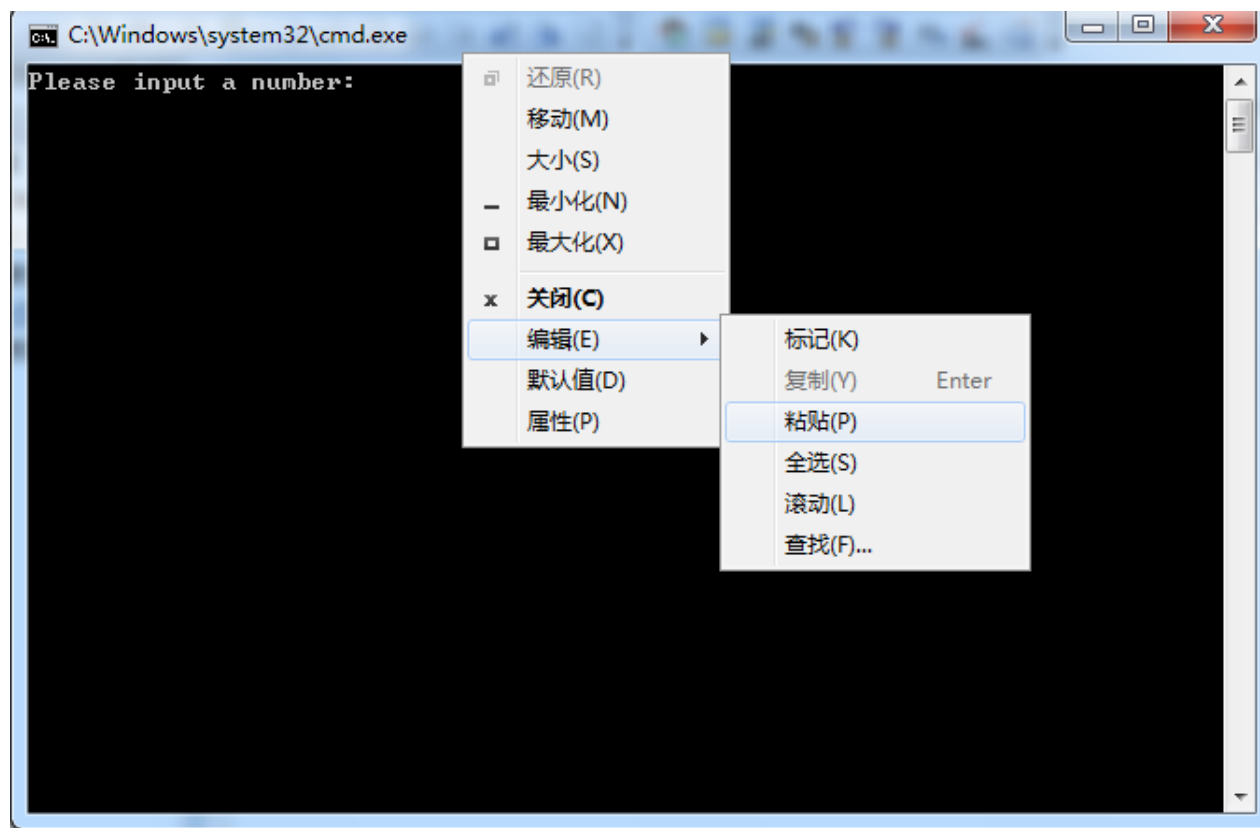 C:\Windows\system32\cmd.exe
Please input a number:
还原(R)
移动(M)
大小(S)
最小化(N)
最大化(X)
关闭(C)
编辑(E)
默认值(D)
属性(P)
标记(K)
复制(Y) Enter
粘贴(P)
全选(S)
滚动(L)
查找(F)...